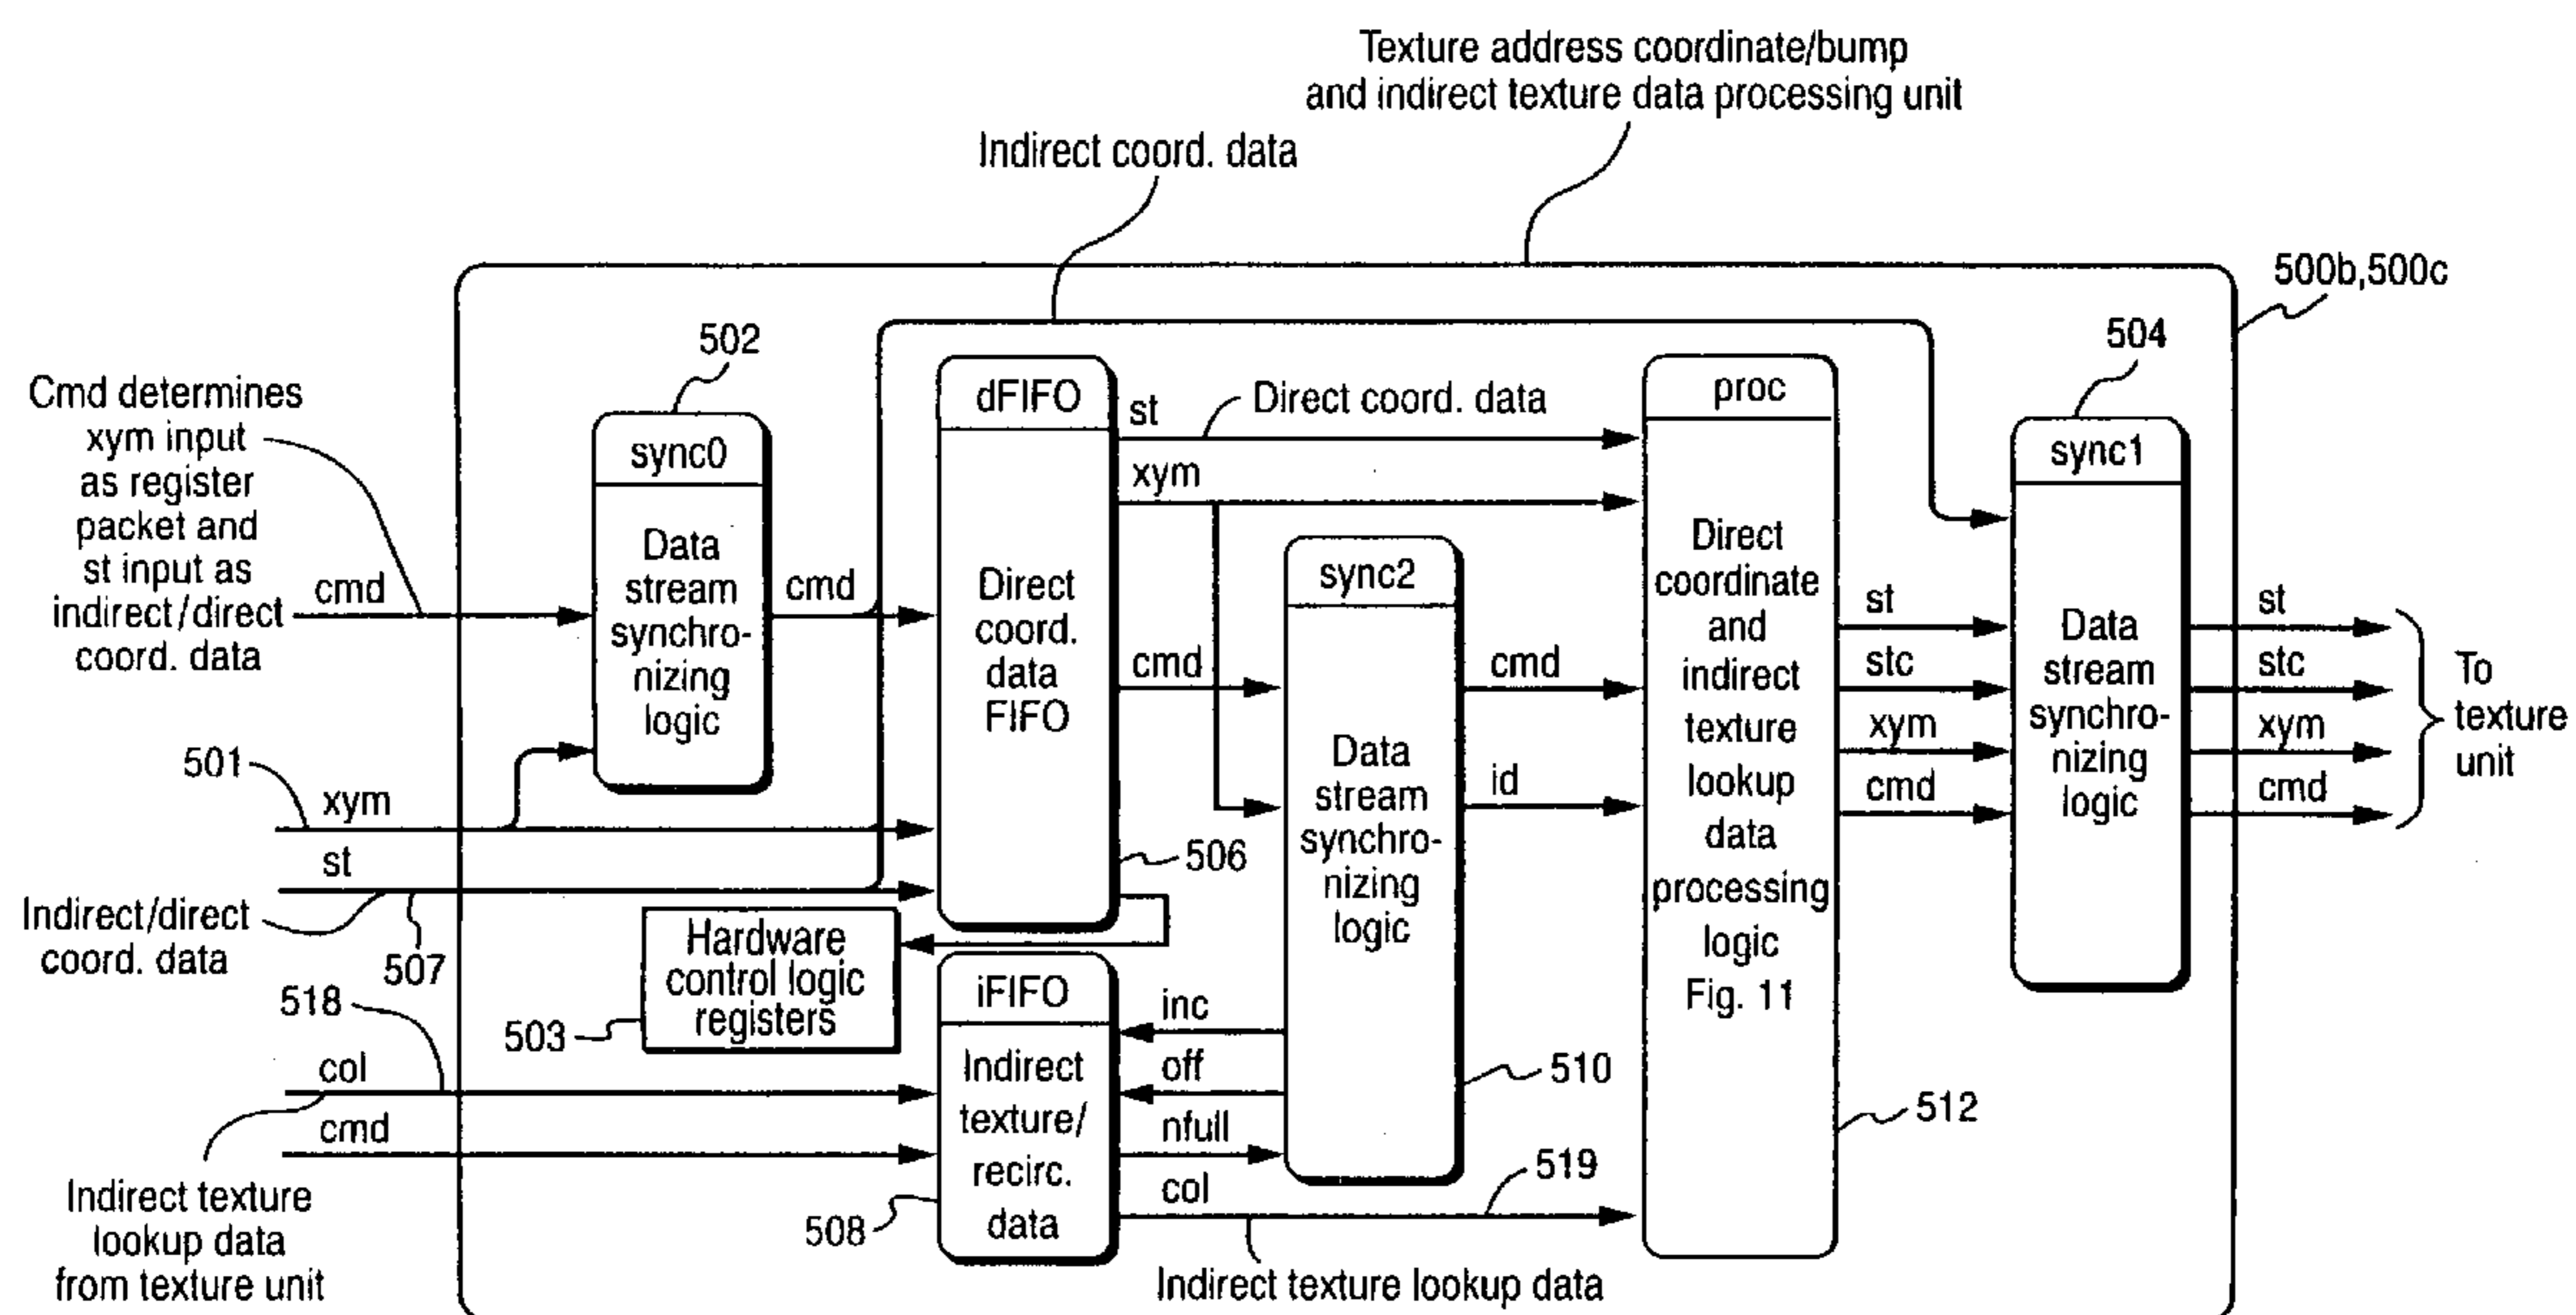 Texture address coordinate/bump
and indirect texture data processing unit
Indirect coord. data
500b,500c
502
504
Cmd determines
xym input
as register
packet and
st input as
indirect/direct
coord. data
cmd
sync0
Data
stream
synchro-
nizing
logic
cmd
dFIFO
Direct
coord.
data
FIFO
st
Direct coord. data
xym
cmd
sync2
Data
stream
synchro-
nizing
logic
cmd
id
proc
Direct
coordinate
and
indirect
texture
lookup
data
processing
logic
Fig. 11
st
stc
xym
cmd
sync1
Data
stream
synchro-
nizing
logic
st
stc
xym
cmd
To
texture
unit
501
xym
st
506
Indirect/direct
coord. data
507
Hardware
control logic
registers
503
518
col
cmd
iFIFO
Indirect
texture/
recirc.
data
508
inc
off
nfull
col
510
512
519
Indirect texture
lookup data
from texture unit
Indirect texture lookup data